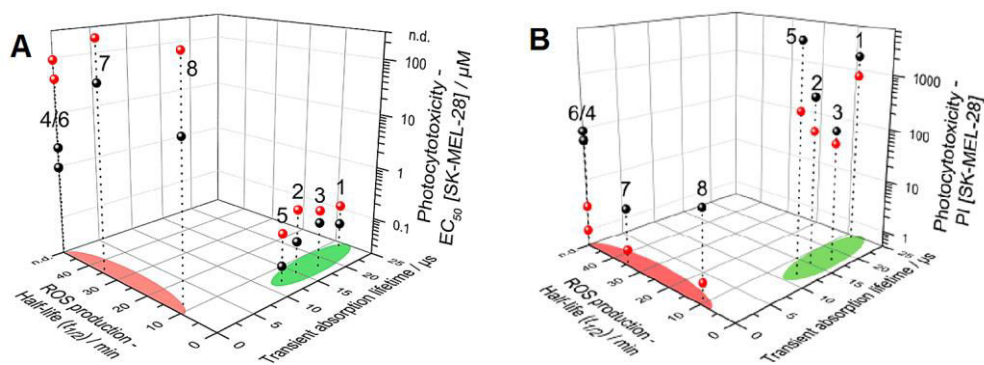 A
n.d.
100
10
1
0.1
Photocytotoxicity -
EC50 [SK-MEL-28] / µM
7
8
4/6
2
3
1
5
n.d.
40
30
20
10
0
ROS production -
Half-life (t1/2) / min
0
5
10
15
20
25
Transient absorption lifetime / µs
B
1000
100
10
1
Photocytotoxicity -
PI [SK-MEL-28]
5
1
2
3
6/4
7
8
n.d.
40
30
20
10
0
ROS production -
Half-life (t1/2) / min
0
5
10
15
20
25
Transient absorption lifetime / µs